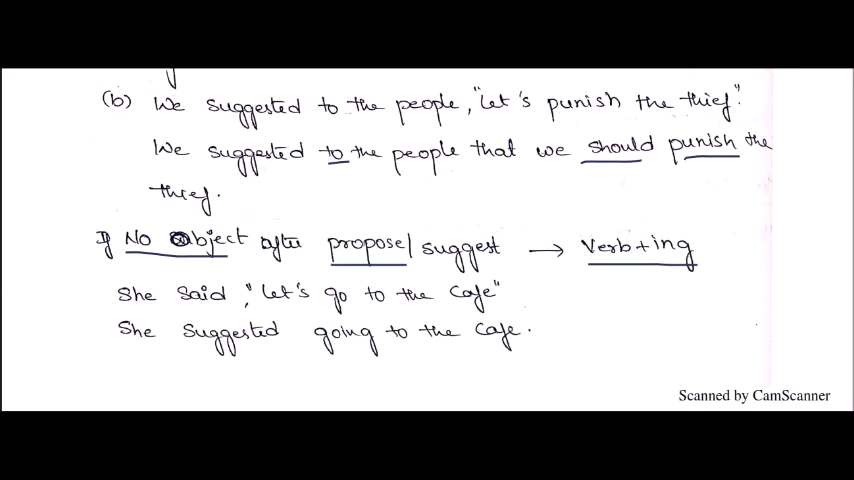 (b) We suggested to the people, "Let's punish the thief".
We suggested to the people that we should punish the
thief.
If No Object after propose/suggest → Verb+ing
She said, "Let's go to the cafe"
She suggested going to the cafe.
Scanned by CamScanner